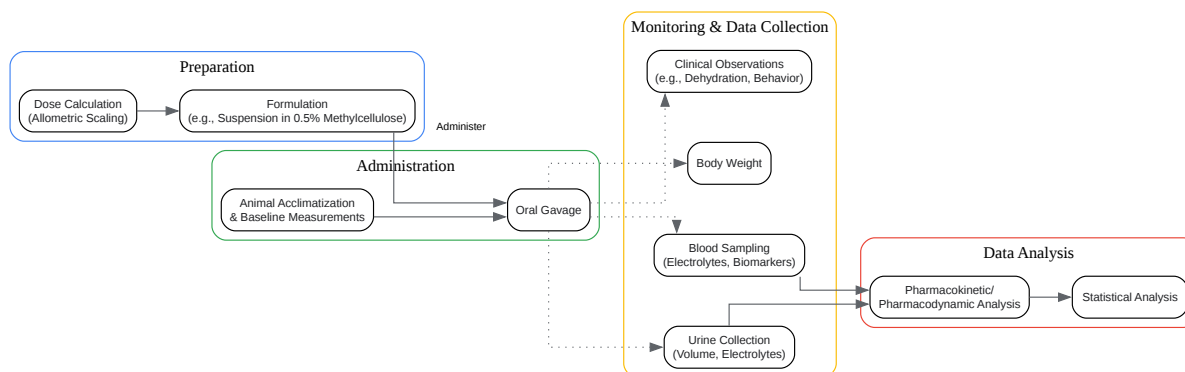 Preparation
Dose Calculation
(Allometric Scaling)
Formulation
(e.g., Suspension in 0.5% Methylcellulose)
Administer
Administration
Animal Acclimatization
& Baseline Measurements
Oral Gavage
Monitoring & Data Collection
Clinical Observations
(e.g., Dehydration, Behavior)
Body Weight
Blood Sampling
(Electrolytes, Biomarkers)
Urine Collection
(Volume, Electrolytes)
Data Analysis
Pharmacokinetic/
Pharmacodynamic Analysis
Statistical Analysis